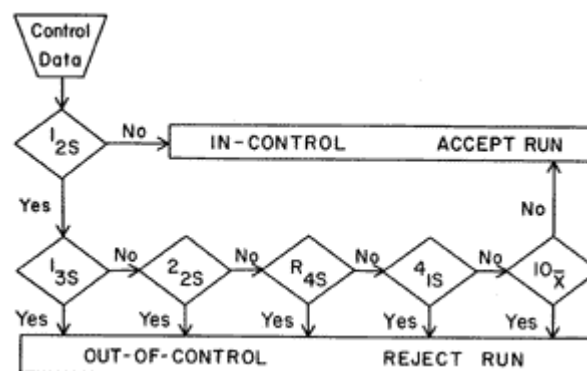 Control
Data
1
2S
No
IN-CONTROL ACCEPT RUN
Yes
No
1
3S
No
2
2S
No
R
4S
No
4
1S
No
10
X̅
Yes
Yes
Yes
Yes
Yes
OUT-OF-CONTROL REJECT RUN